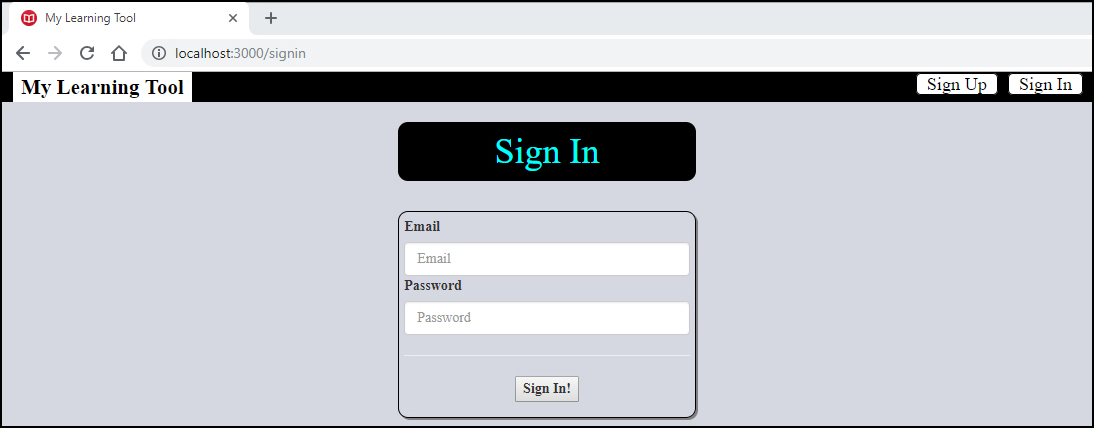 My Learning Tool
localhost:3000/signin
My Learning Tool Sign Up Sign In
Sign In
Email
Email
Password
Password
Sign In!